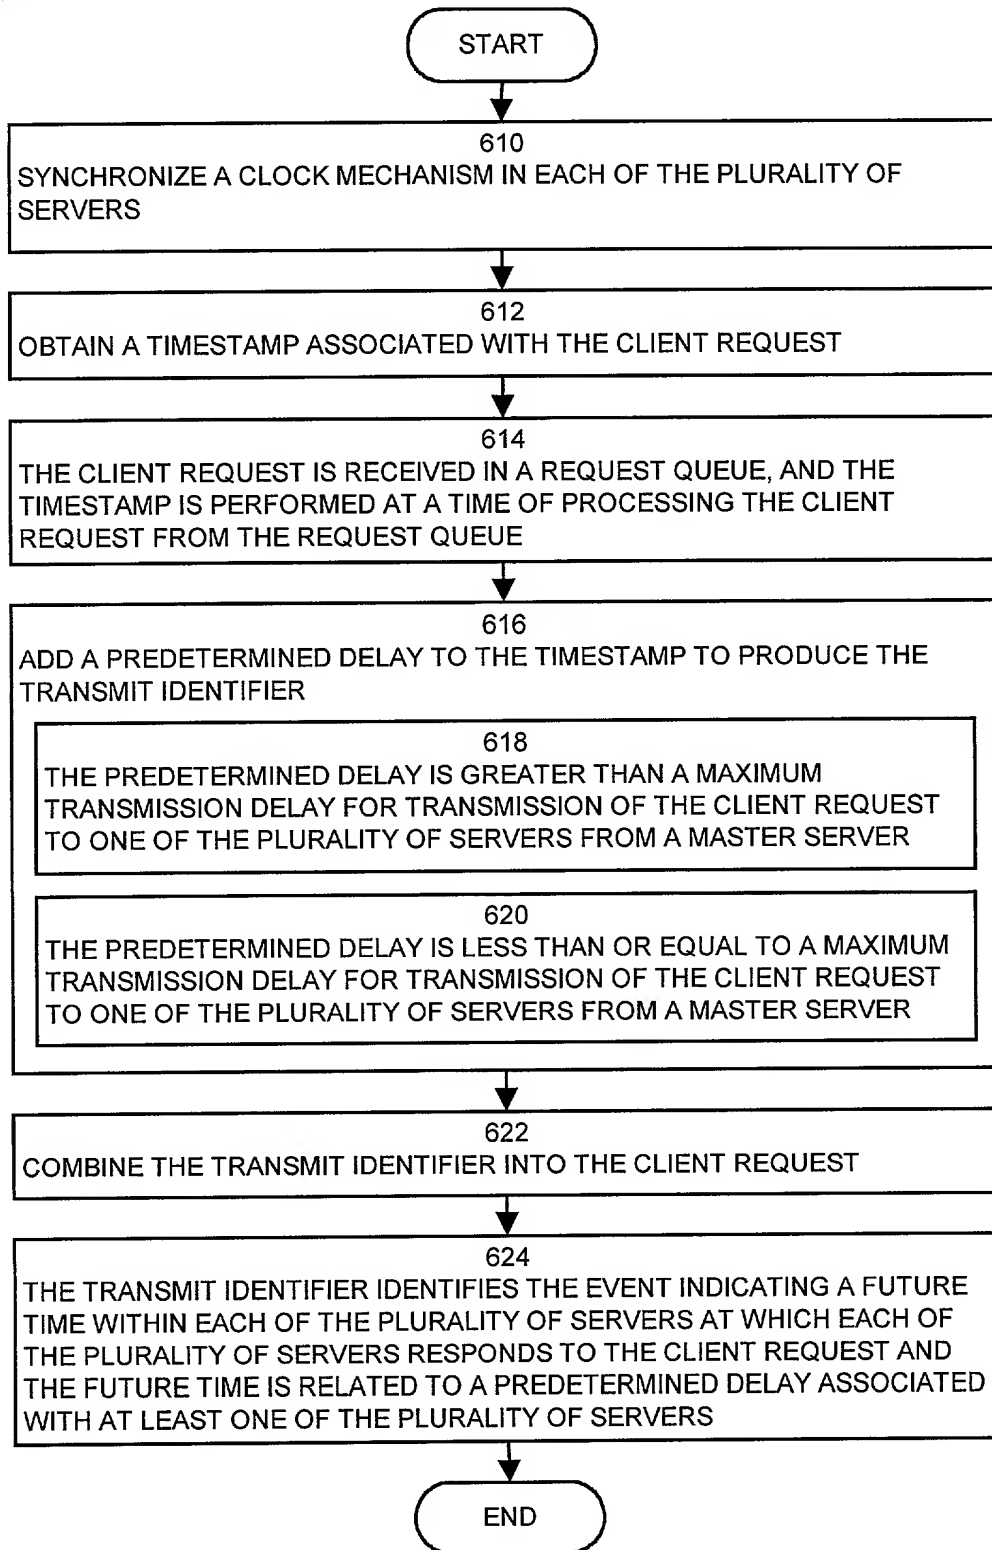 START
610
SYNCHRONIZE A CLOCK MECHANISM IN EACH OF THE PLURALITY OF
SERVERS
612
OBTAIN A TIMESTAMP ASSOCIATED WITH THE CLIENT REQUEST
614
THE CLIENT REQUEST IS RECEIVED IN A REQUEST QUEUE, AND THE
TIMESTAMP IS PERFORMED AT A TIME OF PROCESSING THE CLIENT
REQUEST FROM THE REQUEST QUEUE
616
ADD A PREDETERMINED DELAY TO THE TIMESTAMP TO PRODUCE THE
TRANSMIT IDENTIFIER
618
THE PREDETERMINED DELAY IS GREATER THAN A MAXIMUM
TRANSMISSION DELAY FOR TRANSMISSION OF THE CLIENT REQUEST
TO ONE OF THE PLURALITY OF SERVERS FROM A MASTER SERVER
620
THE PREDETERMINED DELAY IS LESS THAN OR EQUAL TO A MAXIMUM
TRANSMISSION DELAY FOR TRANSMISSION OF THE CLIENT REQUEST
TO ONE OF THE PLURALITY OF SERVERS FROM A MASTER SERVER
622
COMBINE THE TRANSMIT IDENTIFIER INTO THE CLIENT REQUEST
624
THE TRANSMIT IDENTIFIER IDENTIFIES THE EVENT INDICATING A FUTURE
TIME WITHIN EACH OF THE PLURALITY OF SERVERS AT WHICH EACH OF
THE PLURALITY OF SERVERS RESPONDS TO THE CLIENT REQUEST AND
THE FUTURE TIME IS RELATED TO A PREDETERMINED DELAY ASSOCIATED
WITH AT LEAST ONE OF THE PLURALITY OF SERVERS
END